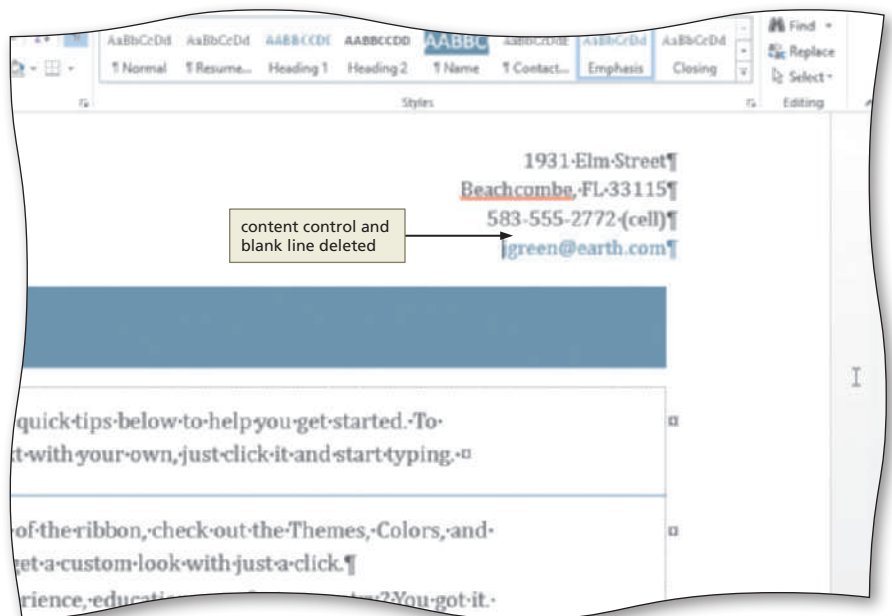 AaBbCcDd AaBbCcDd AABBCCDE AABBCCDD AABBC AaBbCcDd AaBbCcDd
Find
Replace
Select
¶ Normal ¶ Resume... Heading 1 Heading 2 ¶ Name ¶ Contact... Emphasis Closing
Styles
Editing
1931·Elm·Street¶
Beachcombe,·FL·33115¶
583-555-2772·(cell)¶
jgreen@earth.com¶
content control and
blank line deleted
quick·tips·below·to·help·you·get·started.·To·
with·your·own,·just·click·it·and·start·typing.·¤
¤
of·the·ribbon,·check·out·the·Themes,·Colors,·and·
¤
get·a·custom·look·with·just·a·click.¶
You·got·it.·